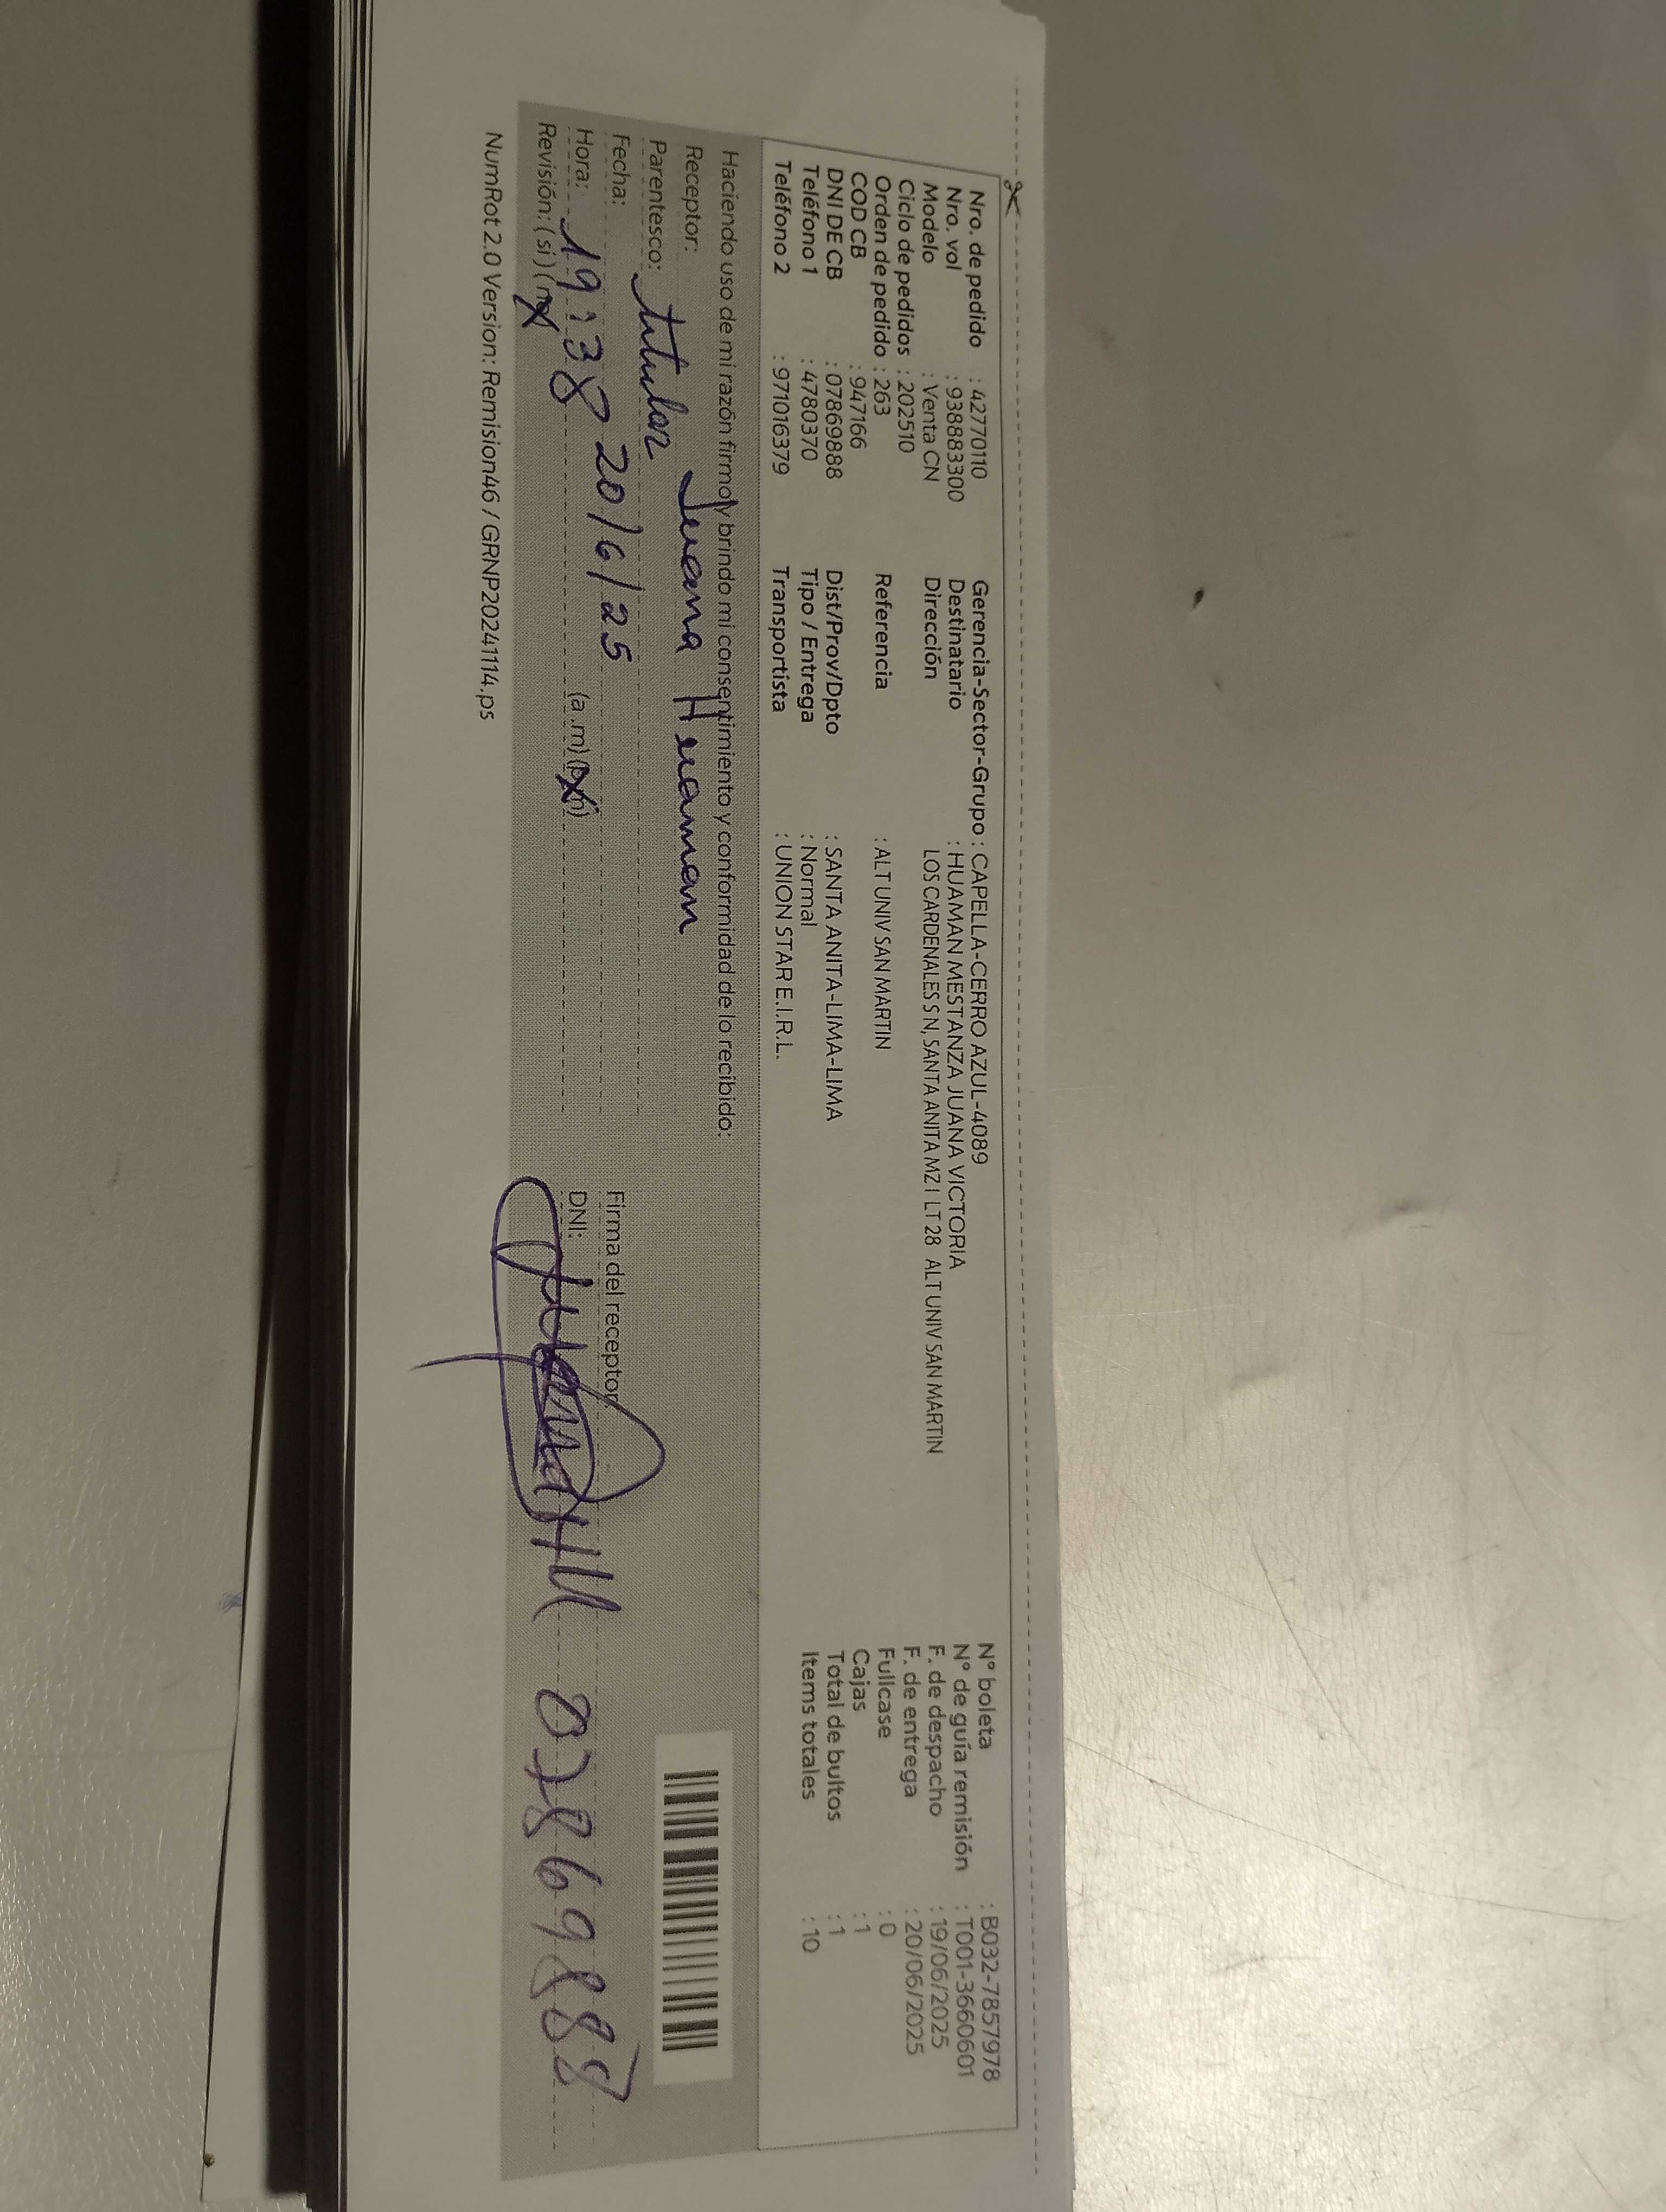 Nro. de pedido : 42770110
Nro. vol : 938883300
Modelo : Venta CN
Ciclo de pedidos : 202510
Orden de pedido : 263
COD CB : 947166
DNI DE CB : 07869888
Teléfono 1 : 4780370
Teléfono 2 : 971016379
Gerencia-Sector-Grupo : CAPELLA-CERRO AZUL-4089
Destinatario : HUAMAN MESTANZA JUANA VICTORIA
Dirección LOS CARDENALES S N, SANTA ANITA MZ I LT 28 ALT UNIV SAN MARTIN
Referencia : ALT UNIV SAN MARTIN
Dist/Prov/Dpto : SANTA ANITA-LIMA-LIMA
Tipo / Entrega : Normal
Transportista : UNION STAR E.I.R.L.
N° boleta : B032-7857978
N° de guía remisión : T001-3660601
F. de despacho : 19/06/2025
F. de entrega : 20/06/2025
Fullcase : 0
Cajas : 1
Total de bultos : 1
Items totales : 10
Haciendo uso de mi razón firmo y brindo mi consentimiento y conformidad de lo recibido:
Receptor: Juana Huaman
Parentesco: titular
Fecha: 20/6/25
Hora: 19:38 (a .m) (p.m)
Revisión: (si) (no)
Firma del receptor:
DNI: 07869888
NumRot 2.0 Version: Remision46 / GRNP20241114.ps